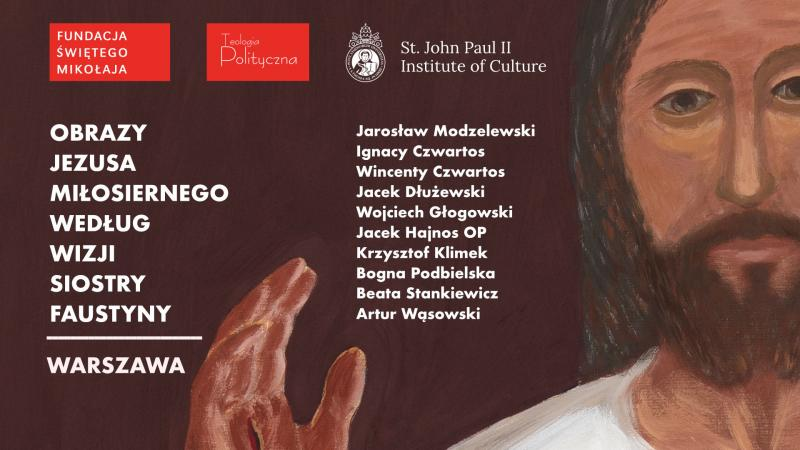 FUNDACJA
ŚWIĘTEGO
MIKOŁAJA
Teologia
Polityczna
St. John Paul II
Institute of Culture
OBRAZY
JEZUSA
MIŁOSIERNEGO
WEDŁUG
WIZJI
SIOSTRY
FAUSTYNY
WARSZAWA
Jarosław Modzelewski
Ignacy Czwartos
Wincenty Czwartos
Jacek Dłużewski
Wojciech Głogowski
Jacek Hajnos OP
Krzysztof Klimek
Bogna Podbielska
Beata Stankiewicz
Artur Wąsowski